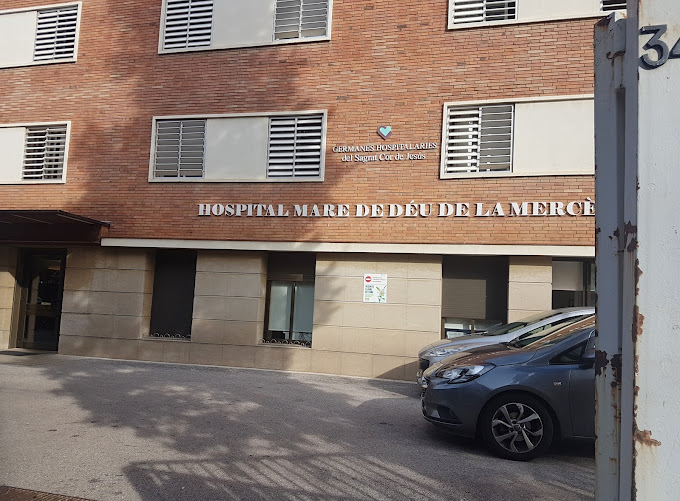 34
GERMANES HOSPITALÀRIES
del Sagrat Cor de Jesús
HOSPITAL MARE DE DÉU DE LA MERCÈ